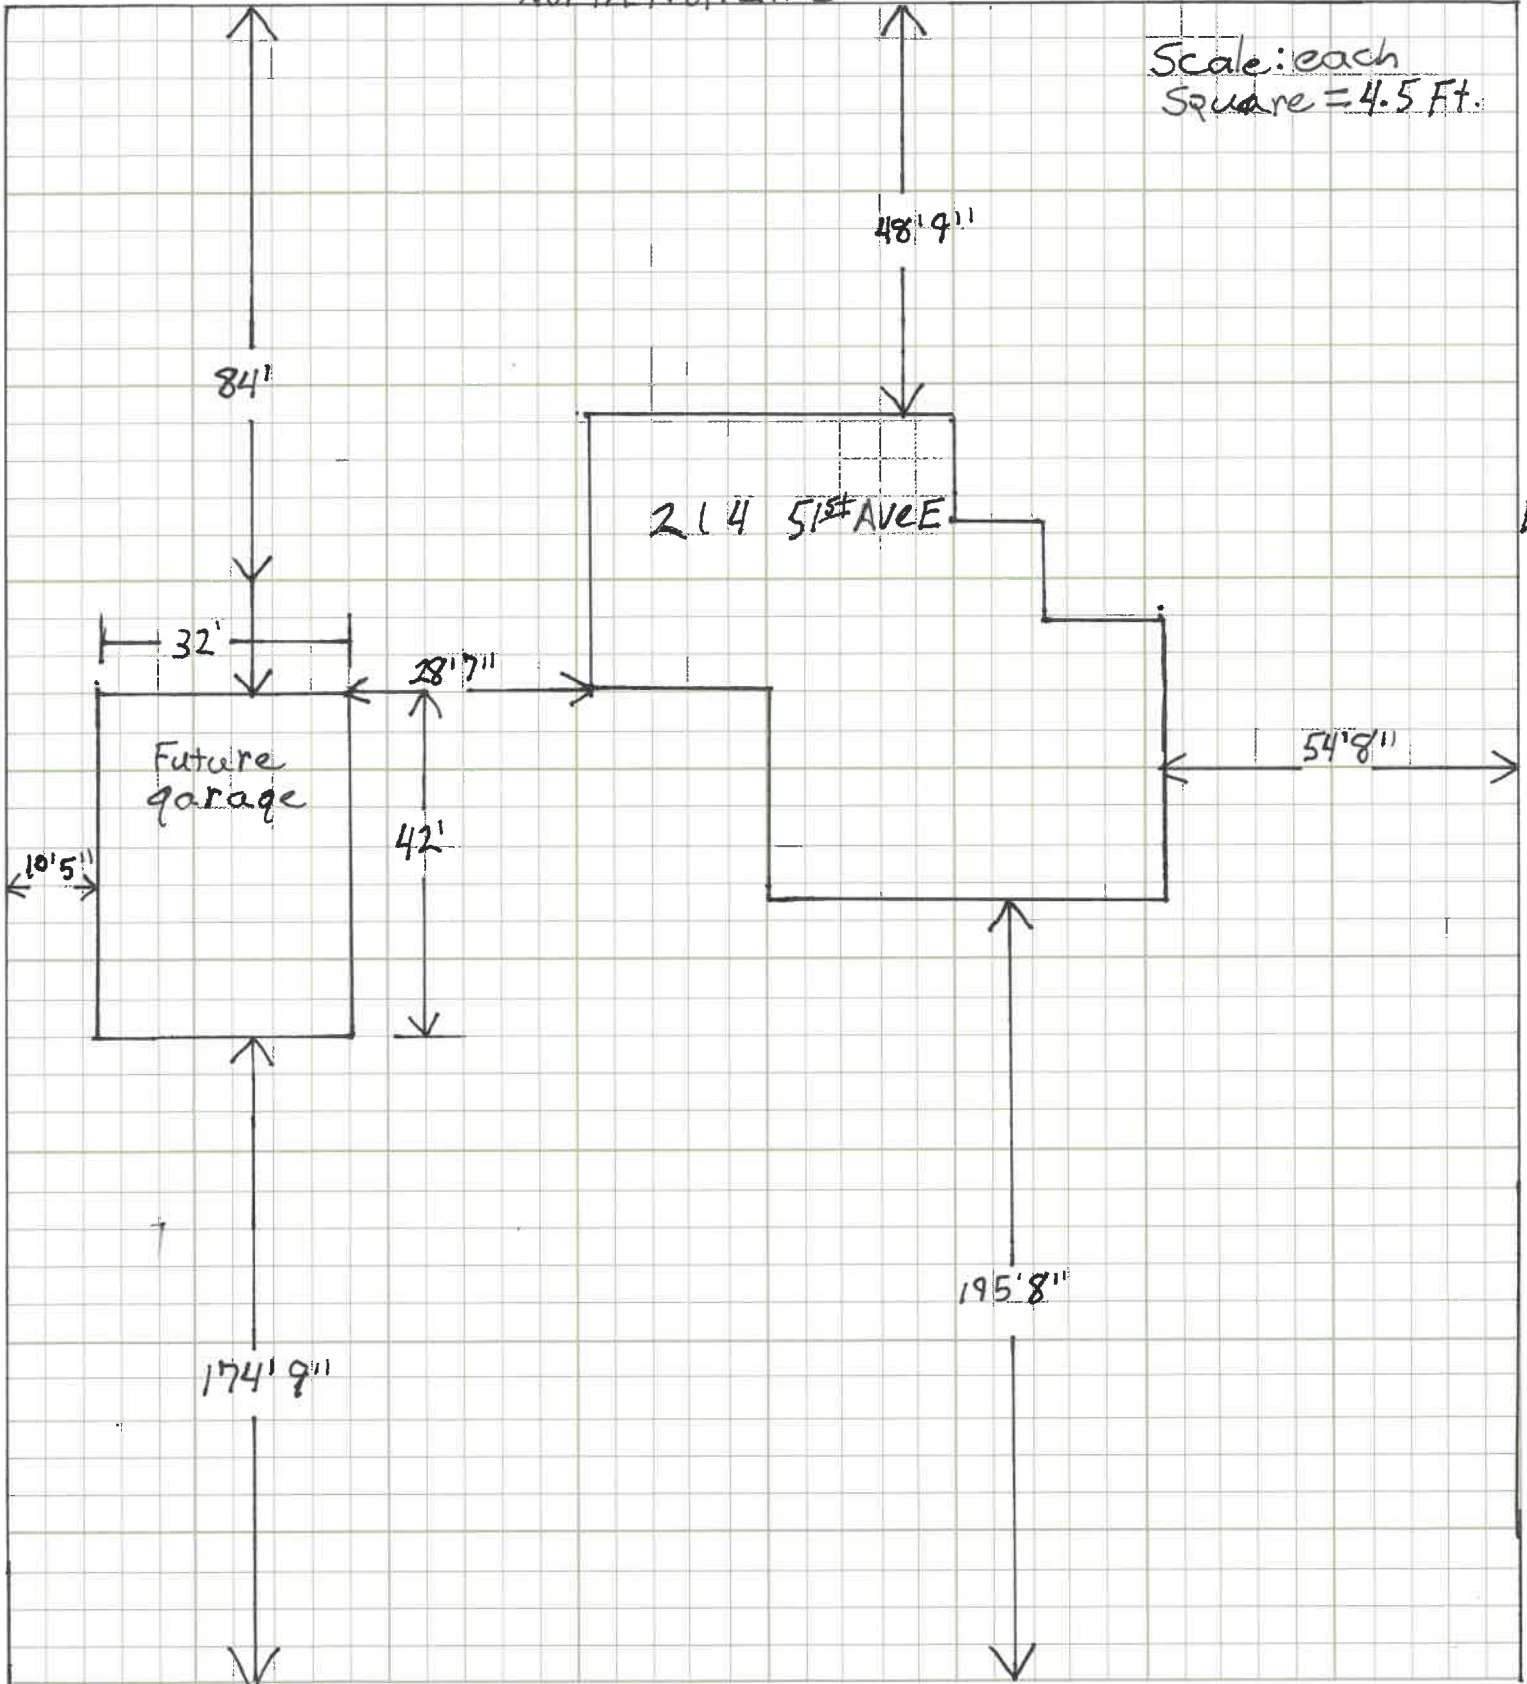 Scale: each
Square = 4.5 Ft.
48'9"
84'
214 51st Ave E
32'
28'7"
Future
garage
54'8"
42'
10'5"
195'8"
174'9"